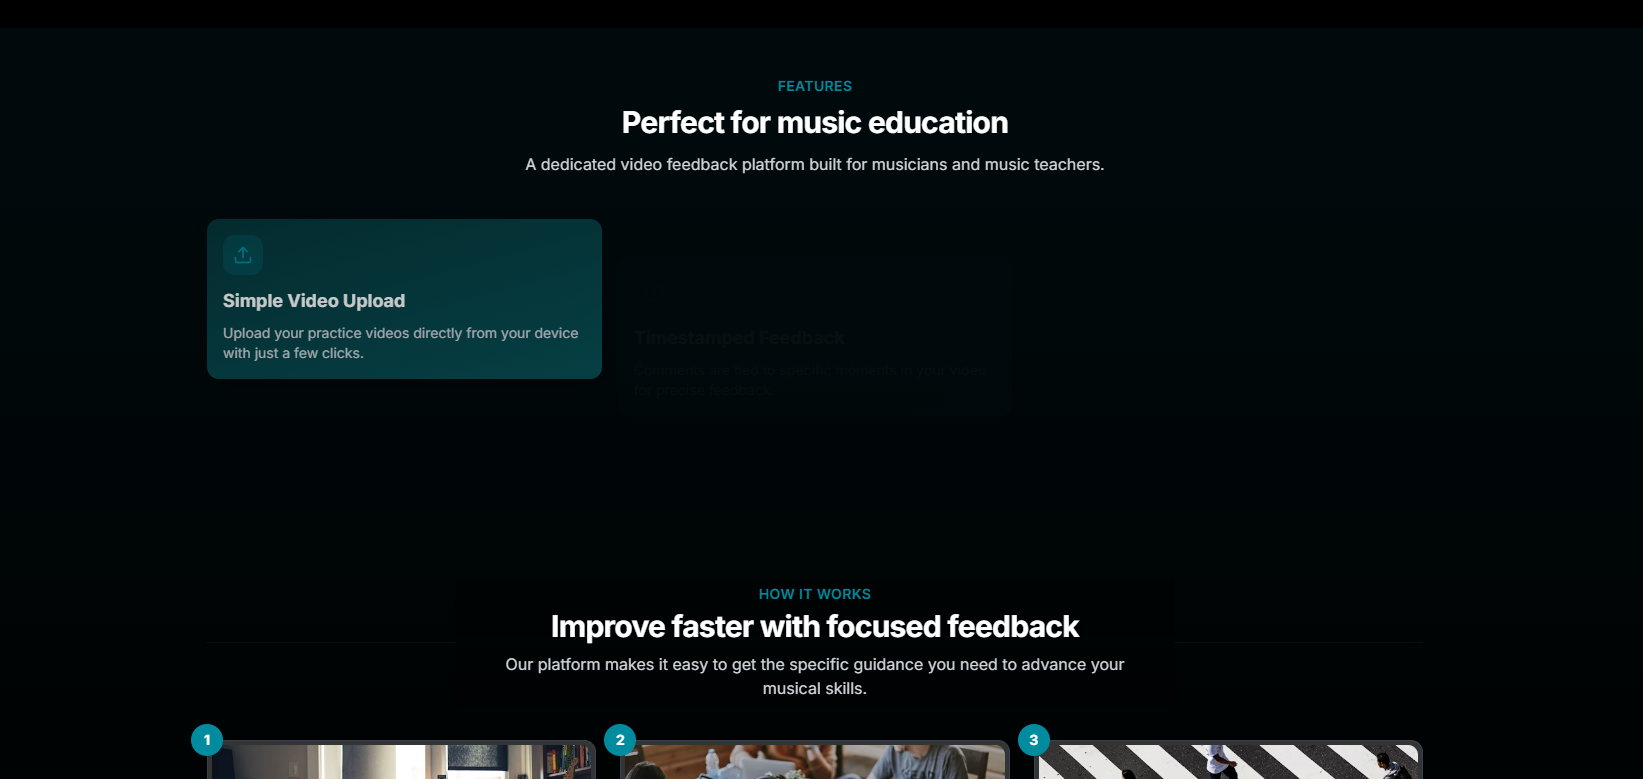 FEATURES
Perfect for music education
A dedicated video feedback platform built for musicians and music teachers.
Simple Video Upload
Upload your practice videos directly from your device
with just a few clicks.
Timestamped Feedback
Comments are tied to specific moments in your video
for precise feedback.
HOW IT WORKS
Improve faster with focused feedback
Our platform makes it easy to get the specific guidance you need to advance your
musical skills.
1
2
3